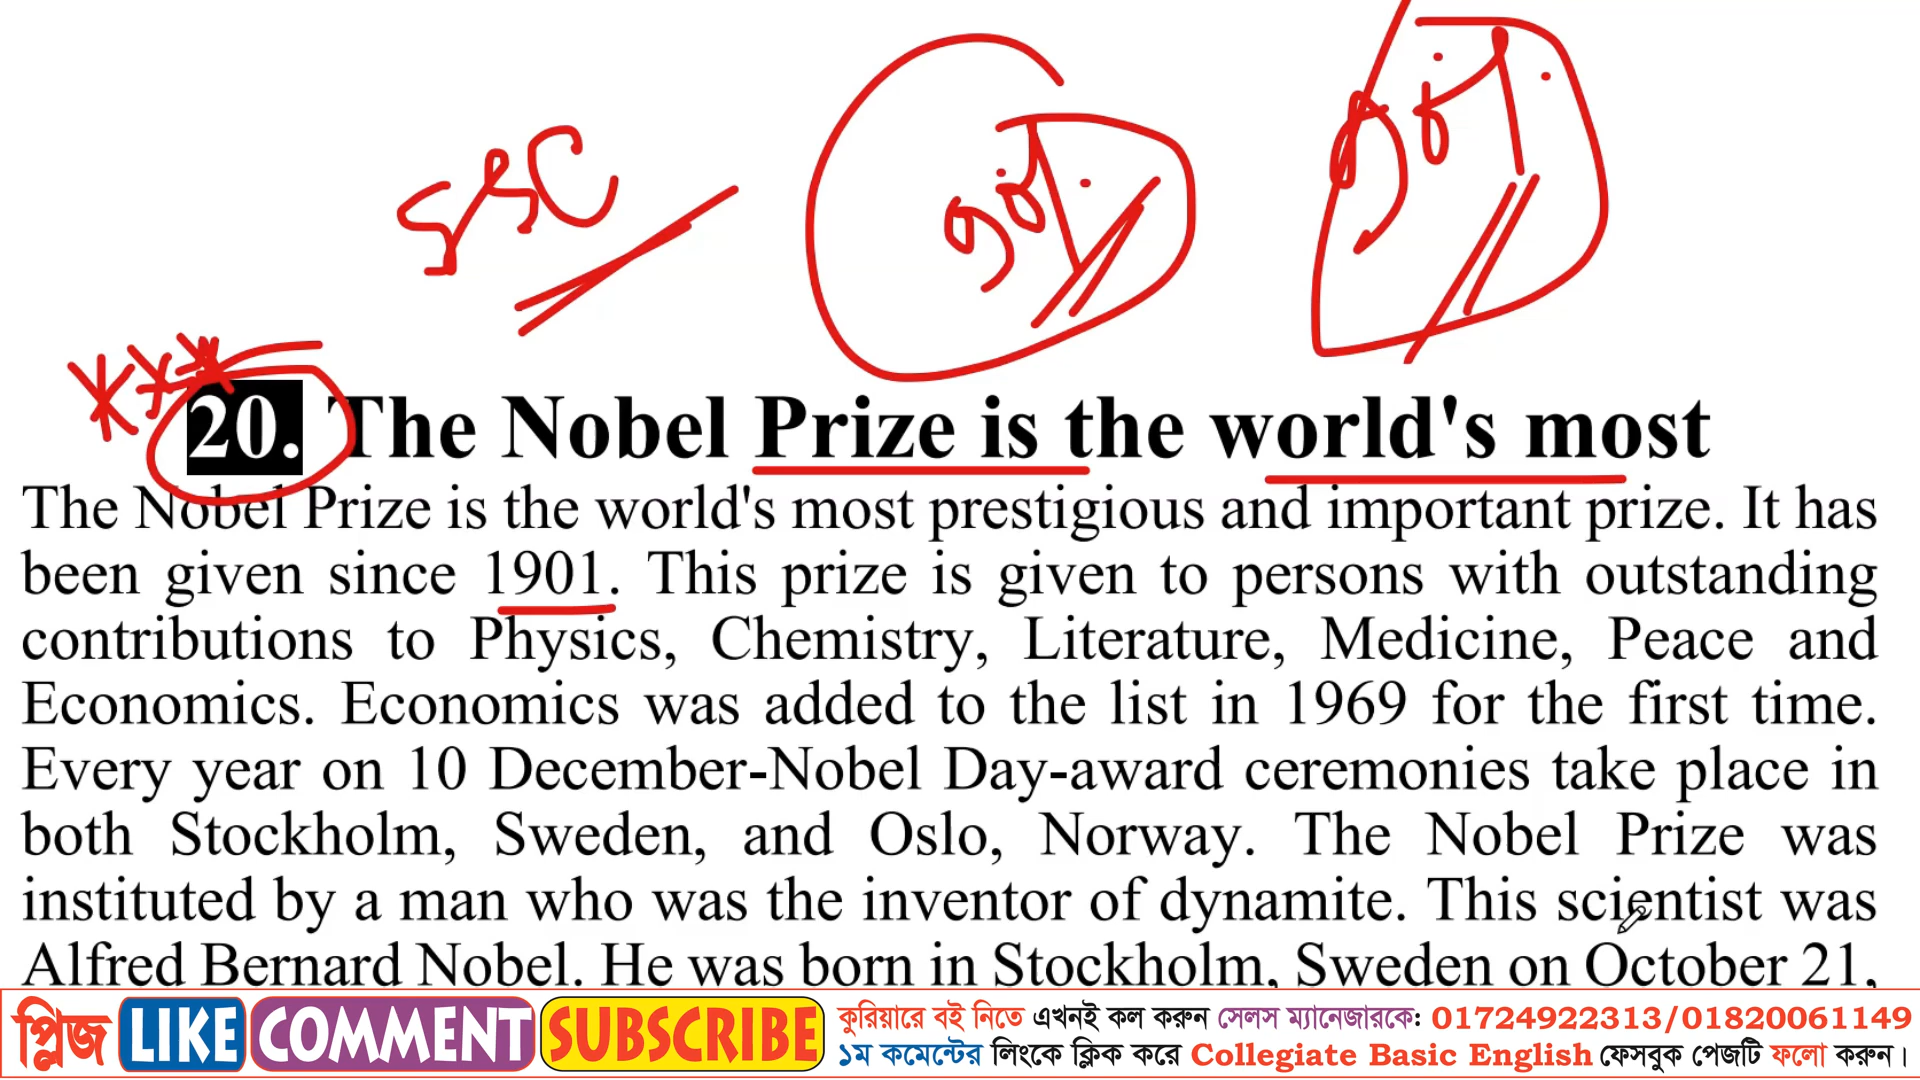 SSC
20. The Nobel Prize is the world's most
The Nobel Prize is the world's most prestigious and important prize. It has
been given since 1901. This prize is given to persons with outstanding
contributions to Physics, Chemistry, Literature, Medicine, Peace and
Economics. Economics was added to the list in 1969 for the first time.
Every year on 10 December-Nobel Day-award ceremonies take place in
both Stockholm, Sweden, and Oslo, Norway. The Nobel Prize was
instituted by a man who was the inventor of dynamite. This scientist was
Alfred Bernard Nobel. He was born in Stockholm, Sweden on October 21,
প্লিজ LIKE COMMENT SUBSCRIBE
কুরিয়ারে বই নিতে এখনই কল করুন সেলস ম্যানেজারকে: 01724922313/01820061149
১ম কমেন্টের লিংকে ক্লিক করে Collegiate Basic English ফেসবুক পেজটি ফলো করুন।